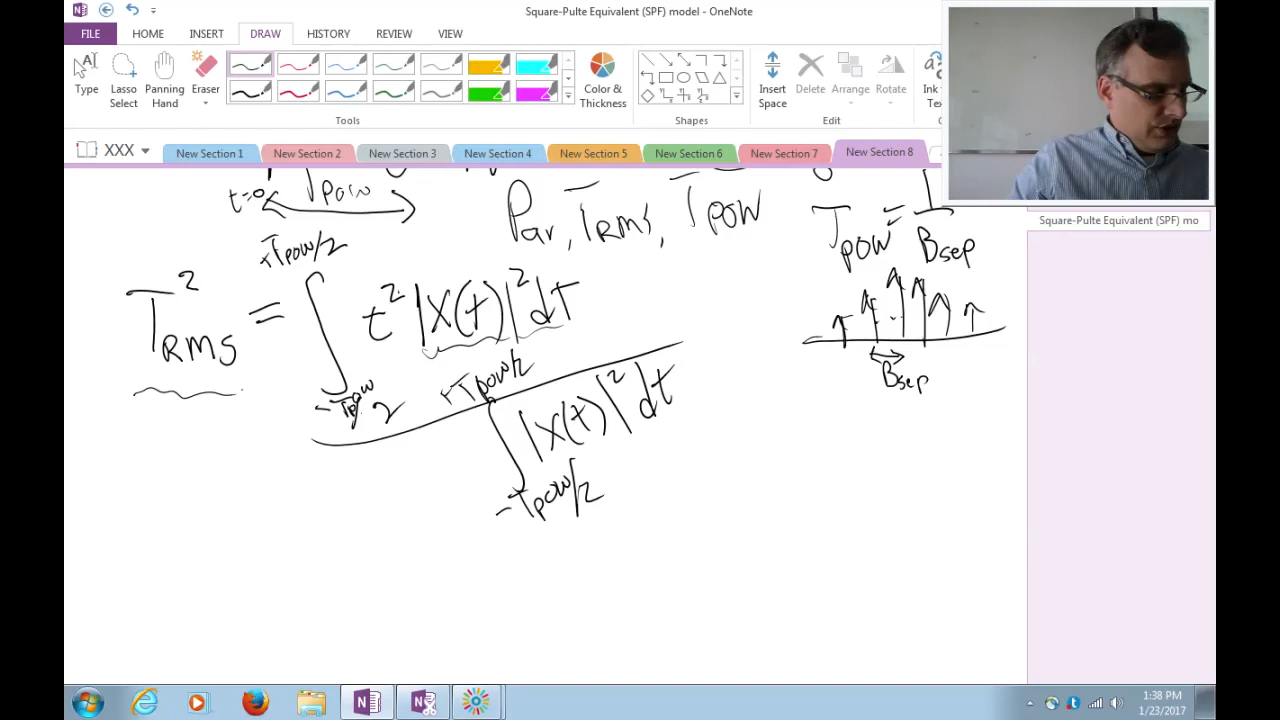 Square-Pulte Equivalent (SPF) model - OneNote
FILE HOME INSERT DRAW HISTORY REVIEW VIEW
Type Lasso Select Panning Hand Eraser Color & Thickness Insert Space Delete Arrange Rotate Ink to
Tools Shapes Edit
XXX New Section 1 New Section 2 New Section 3 New Section 4 New Section 5 New Section 6 New Section 7 New Section 8
Square-Pulte Equivalent (SPF) mo
t=0 Tpow
Par, TRMS, TPOW
TPOW = 1/Bsep
+Tpow/2
T²RMS = ∫ t² |X(t)|² dt
-Tpow/2
Bsep
+Tpow/2
∫ |X(t)|² dt
-Tpow/2
1:38 PM
1/23/2017